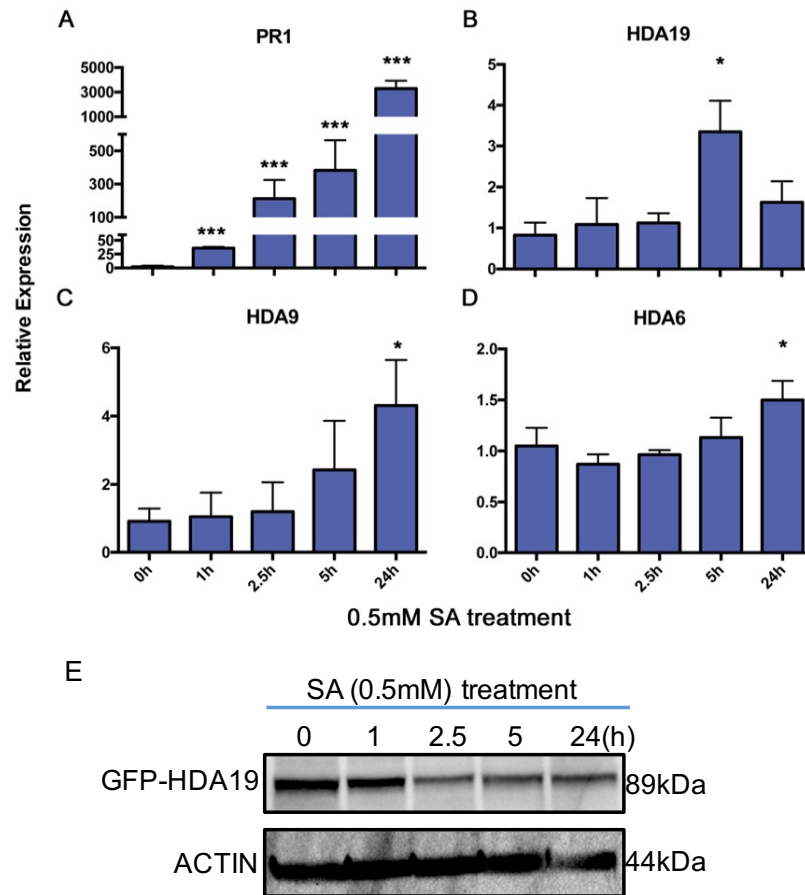 A
PR1
***
***
***
***
5000
3000
1000
500
300
100
50
25
0
B
HDA19
*
5
4
3
2
1
0
Relative Expression
C
HDA9
*
6
4
2
0
0h 1h 2.5h 5h 24h
D
HDA6
*
2.0
1.5
1.0
0.5
0.0
0h 1h 2.5h 5h 24h
0.5mM SA treatment
E
SA (0.5mM) treatment
0 1 2.5 5 24(h)
GFP-HDA19 89kDa
ACTIN 44kDa